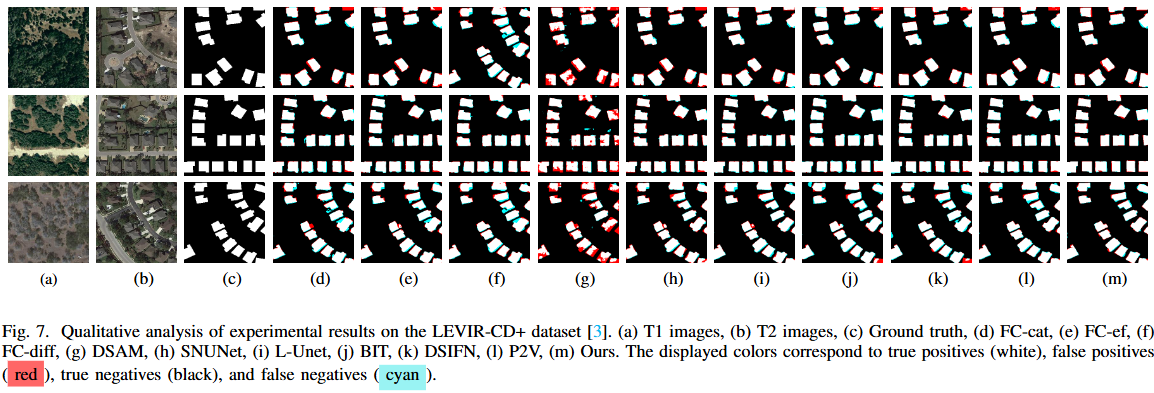 (a) (b) (c) (d) (e) (f) (g) (h) (i) (j) (k) (l) (m)
Fig. 7. Qualitative analysis of experimental results on the LEVIR-CD+ dataset [3]. (a) T1 images, (b) T2 images, (c) Ground truth, (d) FC-cat, (e) FC-ef, (f)
FC-diff, (g) DSAM, (h) SNUNet, (i) L-Unet, (j) BIT, (k) DSIFN, (l) P2V, (m) Ours. The displayed colors correspond to true positives (white), false positives
( red ), true negatives (black), and false negatives ( cyan ).